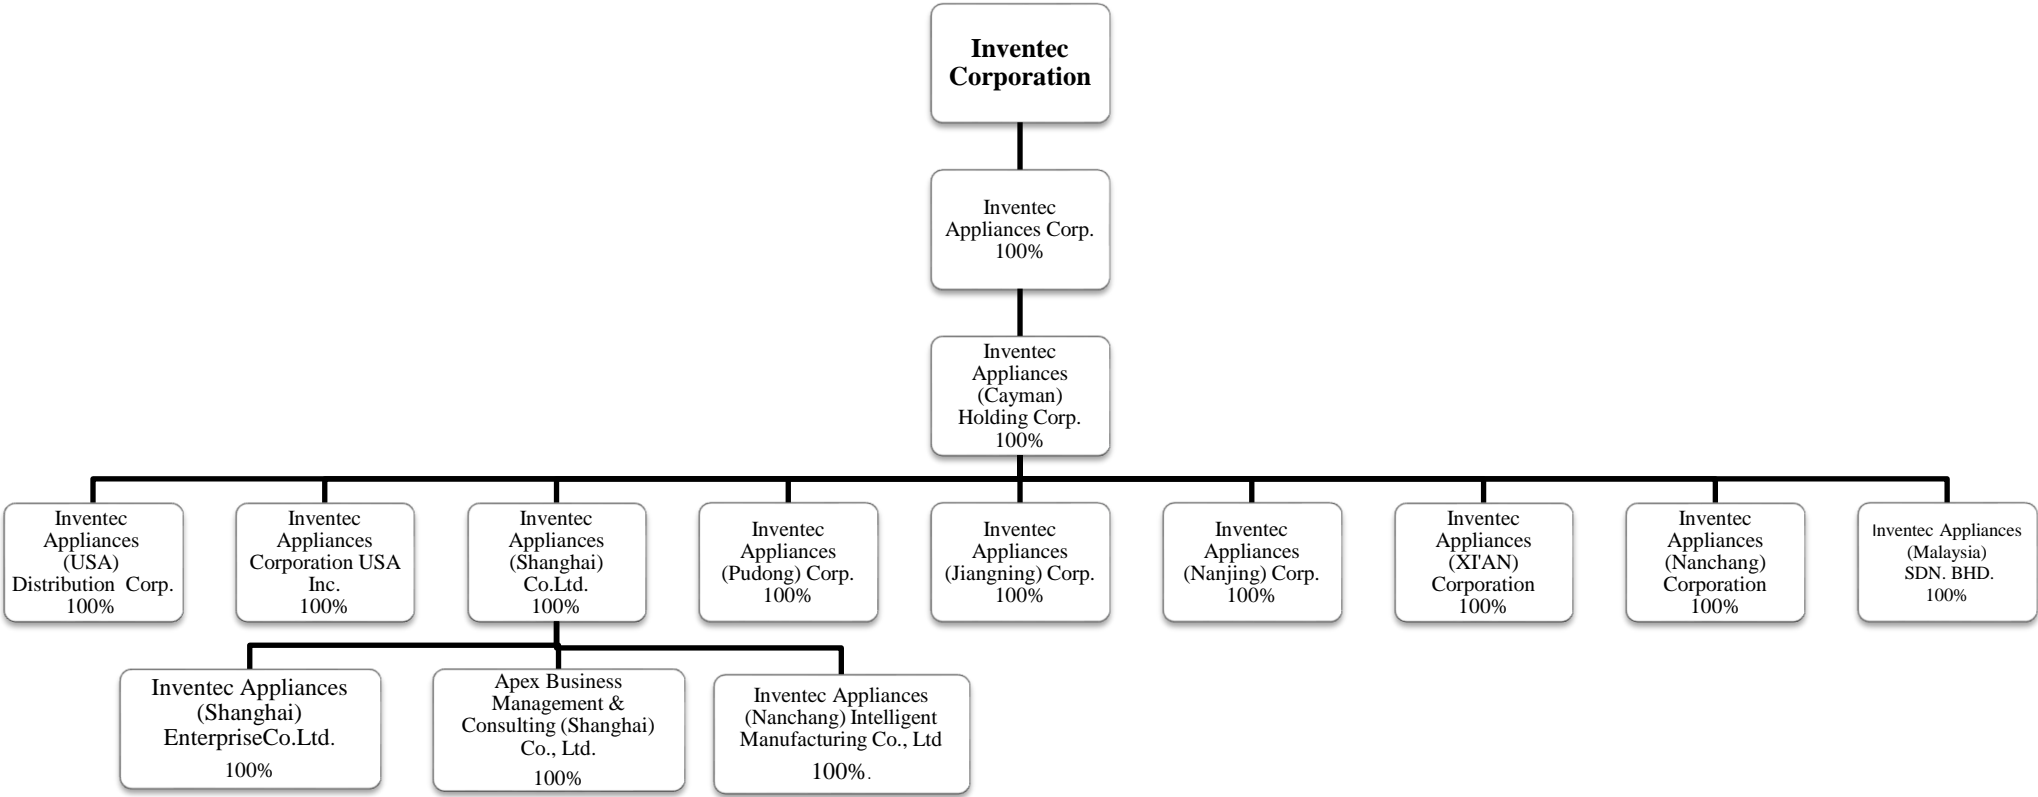 Inventec
Corporation
Inventec
Appliances Corp.
100%
Inventec
Appliances
(Cayman)
Holding Corp.
100%
Inventec
Appliances
(USA)
Distribution Corp.
100%
Inventec
Appliances
Corporation USA
Inc.
100%
Inventec
Appliances
(Shanghai)
Co.Ltd.
100%
Inventec
Appliances
(Pudong) Corp.
100%
Inventec
Appliances
(Jiangning) Corp.
100%
Inventec
Appliances
(Nanjing) Corp.
100%
Inventec
Appliances
(XI'AN)
Corporation
100%
Inventec
Appliances
(Nanchang)
Corporation
100%
Inventec Appliances
(Malaysia)
SDN. BHD.
100%
Inventec Appliances
(Shanghai)
EnterpriseCo.Ltd.
100%
Apex Business
Management &
Consulting (Shanghai)
Co., Ltd.
100%
Inventec Appliances
(Nanchang) Intelligent
Manufacturing Co., Ltd
100%.